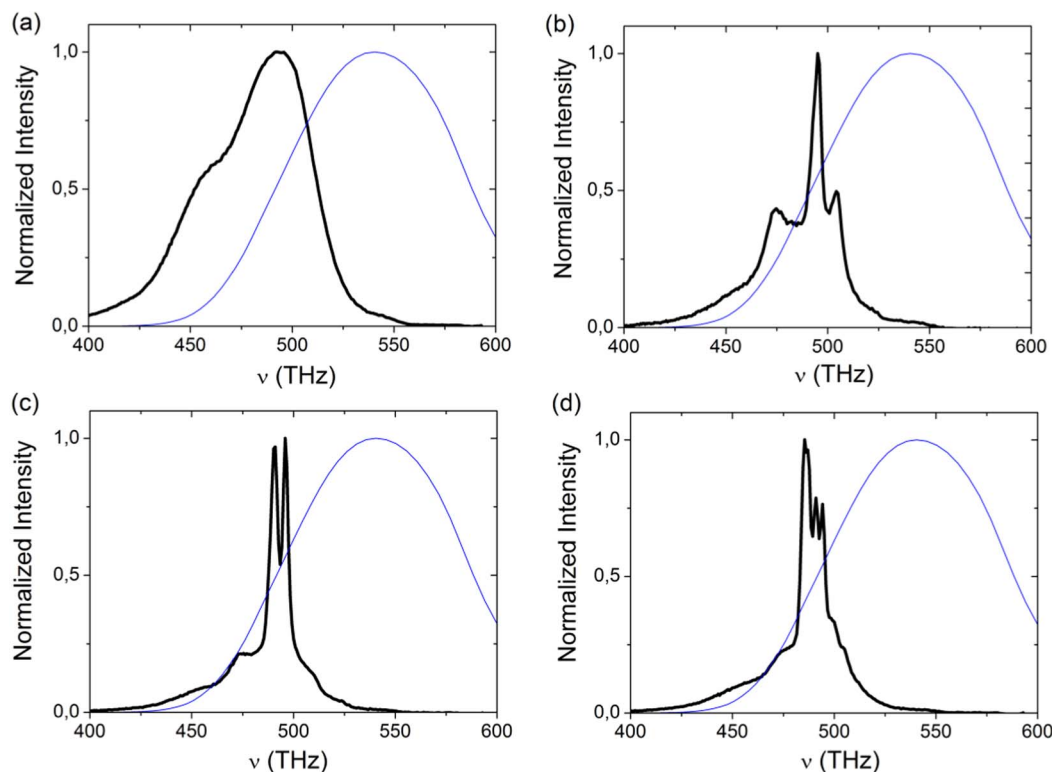 (a)
1,0
0,5
0,0
Normalized Intensity
400 450 500 550 600
ν (THz)
(b)
1,0
0,5
0,0
Normalized Intensity
400 450 500 550 600
ν (THz)
(c)
1,0
0,5
0,0
Normalized Intensity
400 450 500 550 600
ν (THz)
(d)
1,0
0,5
0,0
Normalized Intensity
400 450 500 550 600
ν (THz)